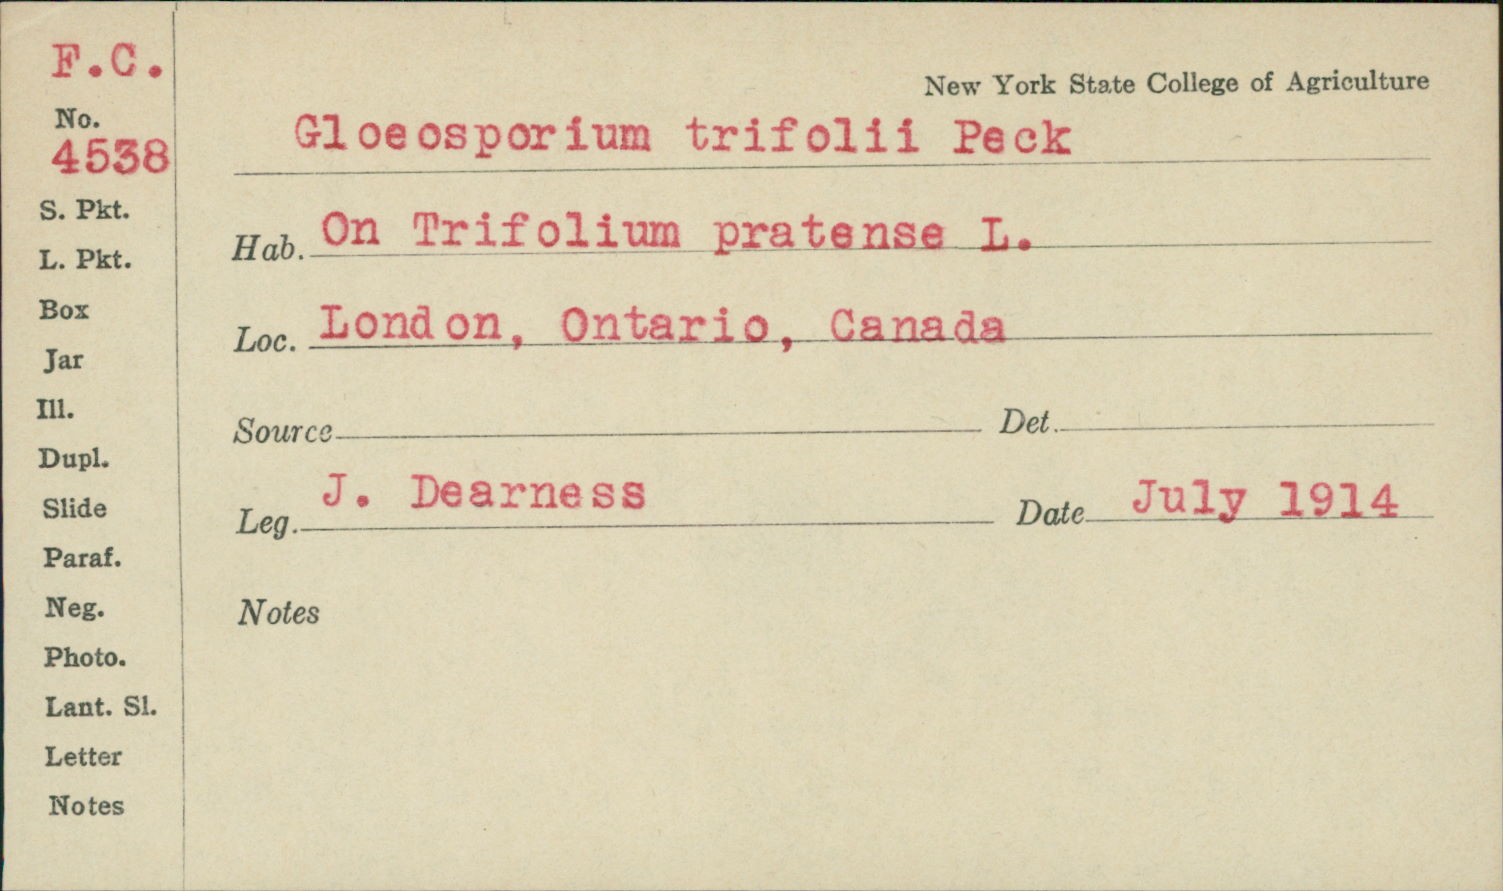 F.C.
No.
4538
S. Pkt.
L. Pkt.
Box
Jar
Ill.
Dupl.
Slide
Paraf.
Neg.
Photo.
Lant. Sl.
Letter
Notes
New York State College of Agriculture
Gloeosporium trifolii Peck
Hab. On Trifolium pratense L.
Loc. London, Ontario, Canada
Source Det.
Leg. J. Dearness Date July 1914
Notes